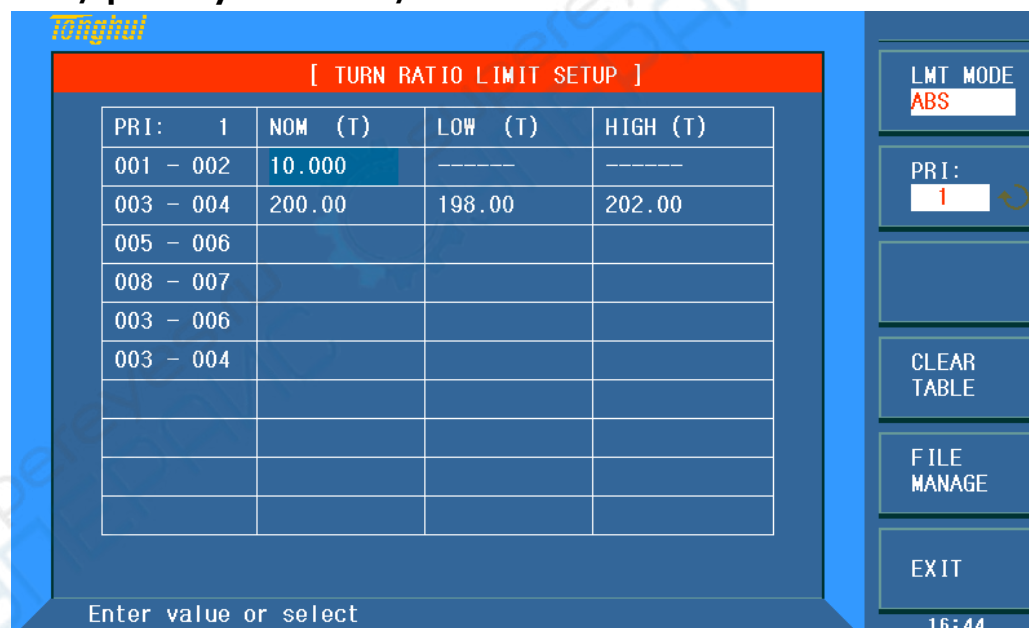 Tonghui
[ TURN RATIO LIMIT SETUP ]
PRI: 1 NOM (T) LOW (T) HIGH (T)
001 - 002 10.000 ------ ------
003 - 004 200.00 198.00 202.00
005 - 006
008 - 007
003 - 006
003 - 004
Enter value or select
LMT MODE
ABS
PRI:
1
CLEAR
TABLE
FILE
MANAGE
EXIT
16:44